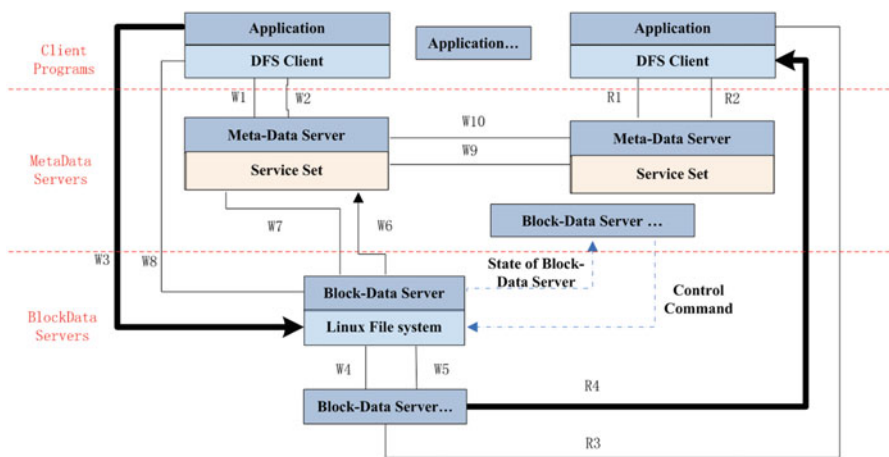 Application
Application
Client
Programs
Application…
DFS Client
DFS Client
W1
W2
R1
R2
Meta-Data Server
W10
Meta-Data Server
MetaData
Servers
Service Set
W9
Service Set
W7
W6
Block-Data Server …
W3
W8
State of Block-
Data Server
Block-Data Server
Control
Command
BlockData
Servers
Linux File system
W4
W5
R4
Block-Data Server…
R3